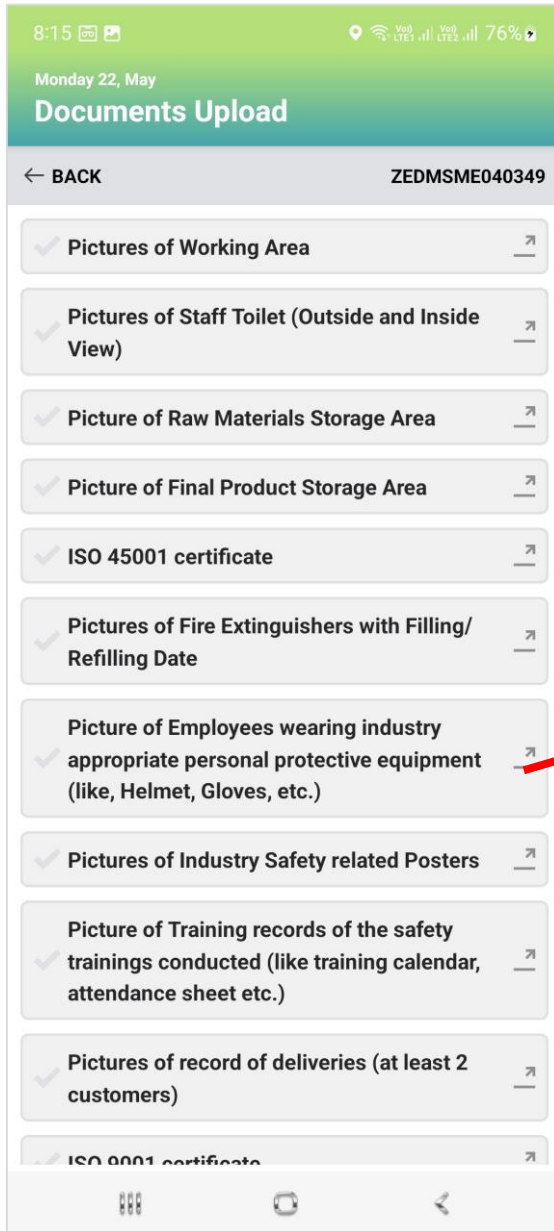 8:15 76%
Monday 22, May
Documents Upload
← BACK ZEDMSME040349
Pictures of Working Area
Pictures of Staff Toilet (Outside and Inside
View)
Picture of Raw Materials Storage Area
Picture of Final Product Storage Area
ISO 45001 certificate
Pictures of Fire Extinguishers with Filling/
Refilling Date
Picture of Employees wearing industry
appropriate personal protective equipment
(like, Helmet, Gloves, etc.)
Pictures of Industry Safety related Posters
Picture of Training records of the safety
trainings conducted (like training calendar,
attendance sheet etc.)
Pictures of record of deliveries (at least 2
customers)
ISO 9001 certificate